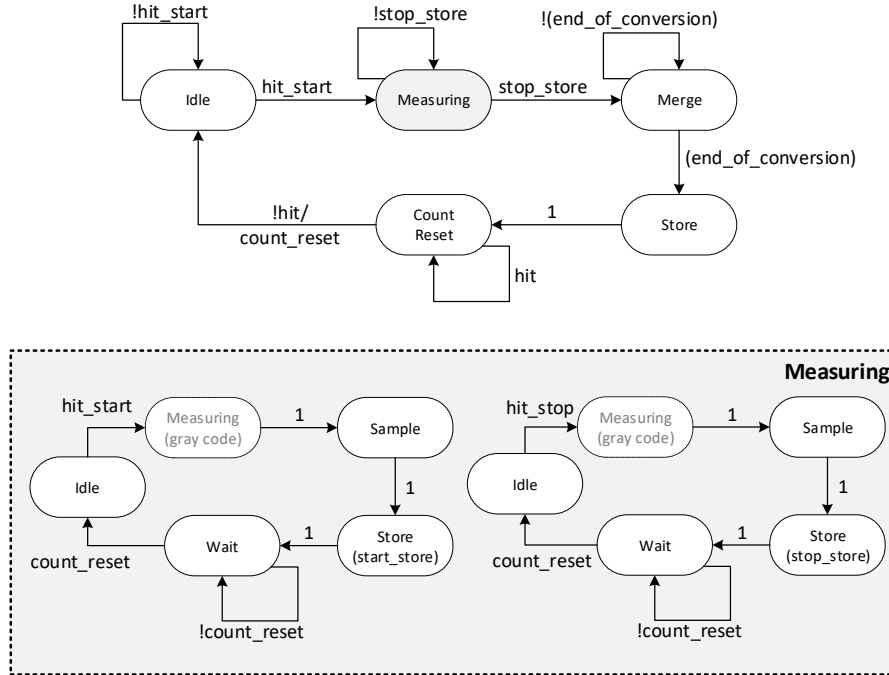 !hit_start
!stop_store
!(end_of_conversion)
Idle
hit_start
Measuring
stop_store
Merge
(end_of_conversion)
!hit/
count_reset
Count
Reset
1
Store
hit
Measuring
hit_start
Measuring
(gray code)
1
Sample
Idle
1
count_reset
Wait
1
Store
(start_store)
!count_reset
hit_stop
Measuring
(gray code)
1
Sample
Idle
1
count_reset
Wait
1
Store
(stop_store)
!count_reset